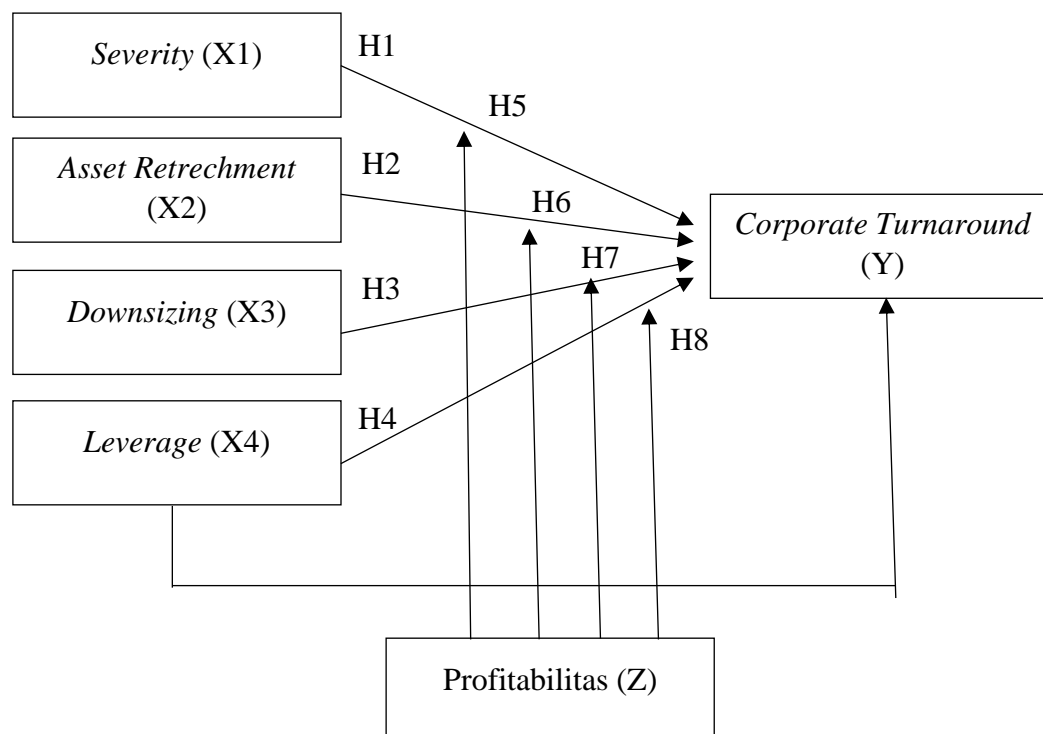 Severity (X1)
H1
H5
Asset Retrechment
(X2)
H2
H6
Corporate Turnaround
(Y)
H7
Downsizing (X3)
H3
H8
Leverage (X4)
H4
Profitabilitas (Z)